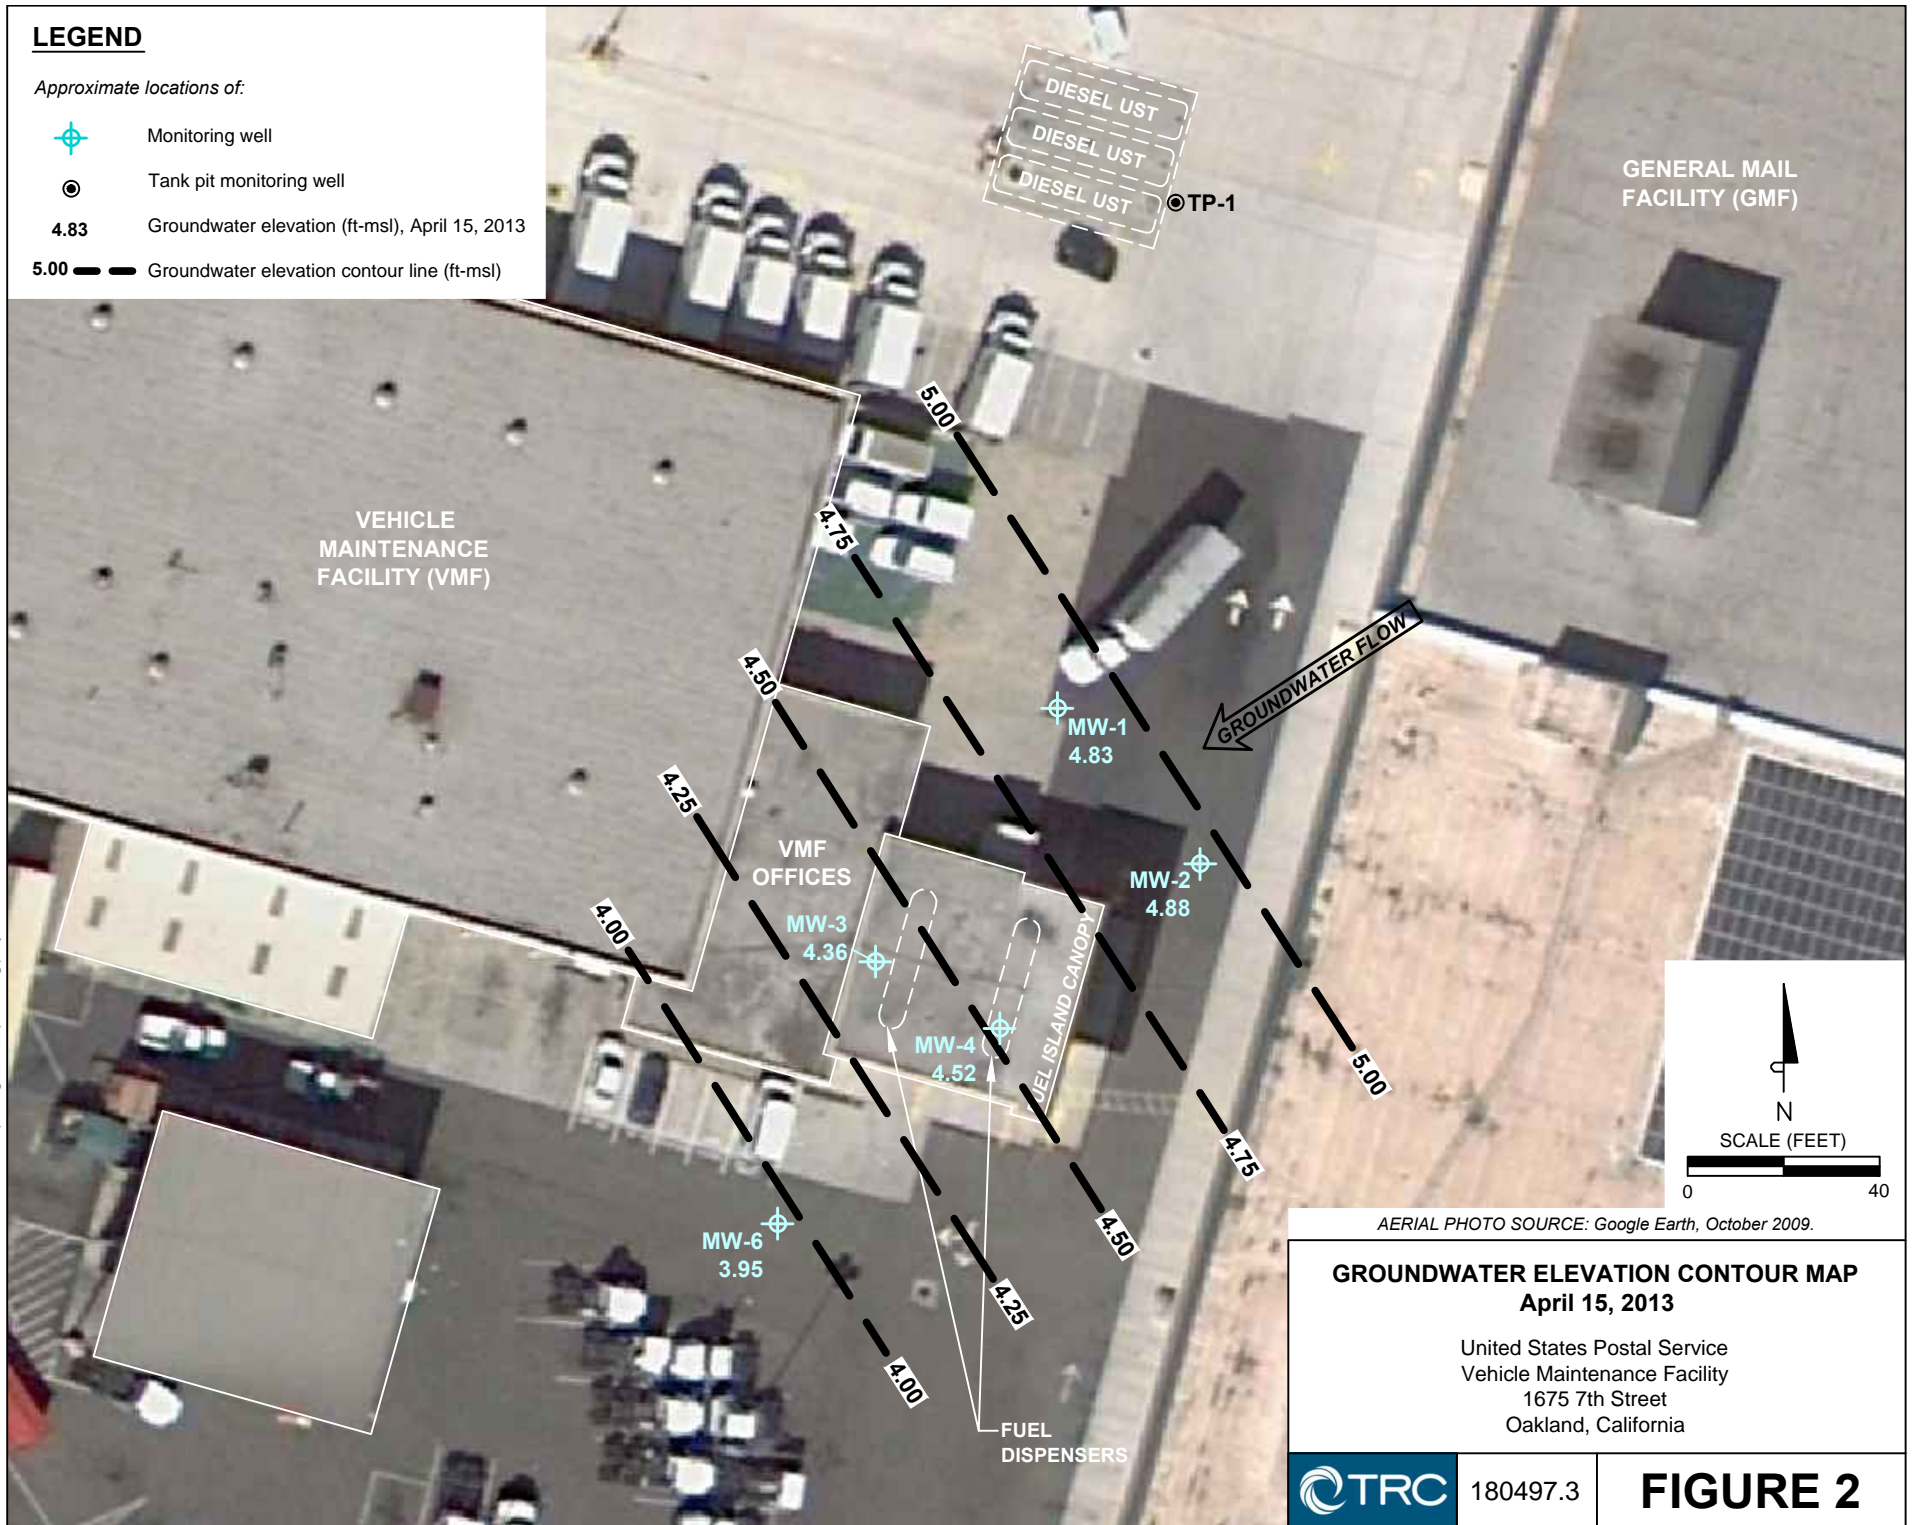 LEGEND
Approximate locations of:
Monitoring well
Tank pit monitoring well
4.83 Groundwater elevation (ft-msl), April 15, 2013
5.00 Groundwater elevation contour line (ft-msl)
DIESEL UST
DIESEL UST
DIESEL UST
TP-1
GENERAL MAIL
FACILITY (GMF)
5.00
4.75
VEHICLE
MAINTENANCE
FACILITY (VMF)
GROUNDWATER FLOW
4.50
MW-1
4.83
4.25
VMF
OFFICES
MW-2
4.88
4.00
MW-3
4.36
FUEL ISLAND CANOPY
MW-4
4.52
5.00
4.75
4.50
MW-6
3.95
4.25
4.00
FUEL
DISPENSERS
N
SCALE (FEET)
0 40
AERIAL PHOTO SOURCE: Google Earth, October 2009.
GROUNDWATER ELEVATION CONTOUR MAP
April 15, 2013
United States Postal Service
Vehicle Maintenance Facility
1675 7th Street
Oakland, California
TRC
180497.3
FIGURE 2